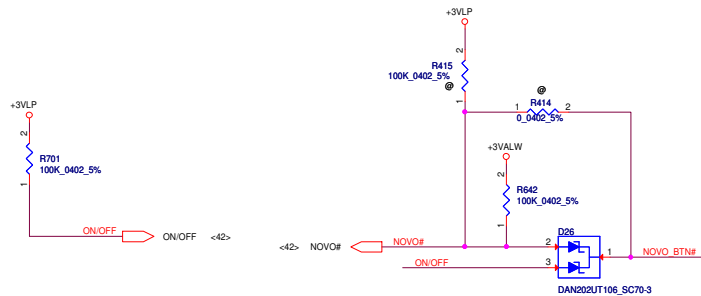 +3VLP
2
R701
100K_0402_5%
1
ON/OFF
ON/OFF
<42>
+3VLP
2
R415
100K_0402_5%
@
1
@
1
R414
2
0_0402_5%
+3VALW
2
R642
100K_0402_5%
1
<42>
NOVO#
NOVO#
ON/OFF
D26
2
3
1
NOVO_BTN#
DAN202UT106_SC70-3